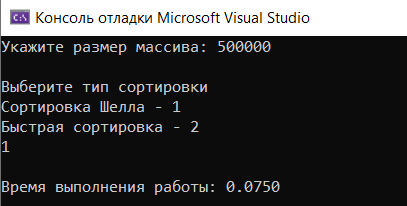 Консоль отладки Microsoft Visual Studio
Укажите размер массива: 500000
Выберите тип сортировки
Сортировка Шелла - 1
Быстрая сортировка - 2
1
Время выполнения работы: 0.0750